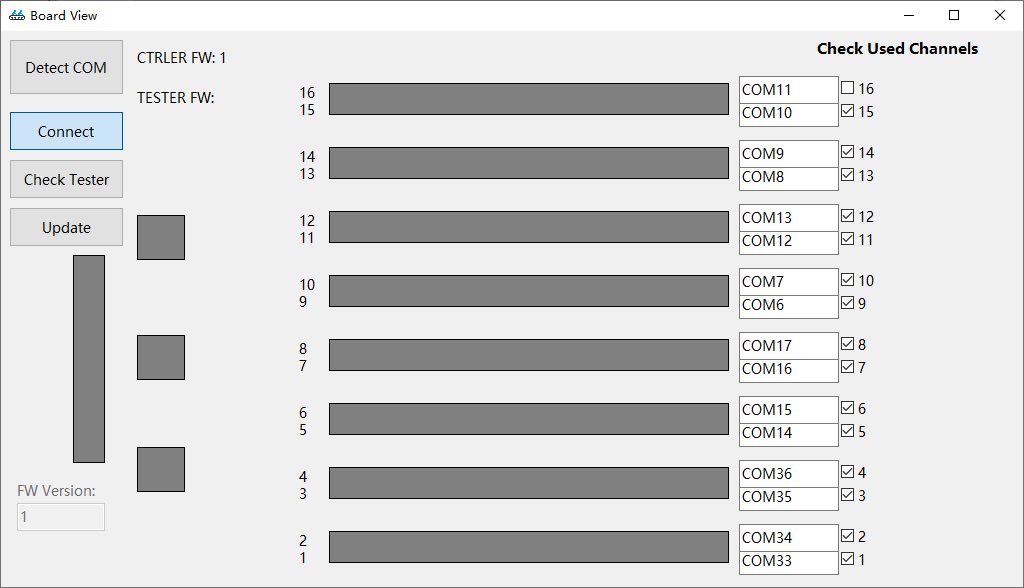 Board View
Check Used Channels
Detect COM
CTRLER FW: 1
TESTER FW:
Connect
Check Tester
Update
FW Version:
1
16
15
COM11
COM10
16
15
14
13
COM9
COM8
14
13
12
11
COM13
COM12
12
11
10
9
COM7
COM6
10
9
8
7
COM17
COM16
8
7
6
5
COM15
COM14
6
5
4
3
COM36
COM35
4
3
2
1
COM34
COM33
2
1